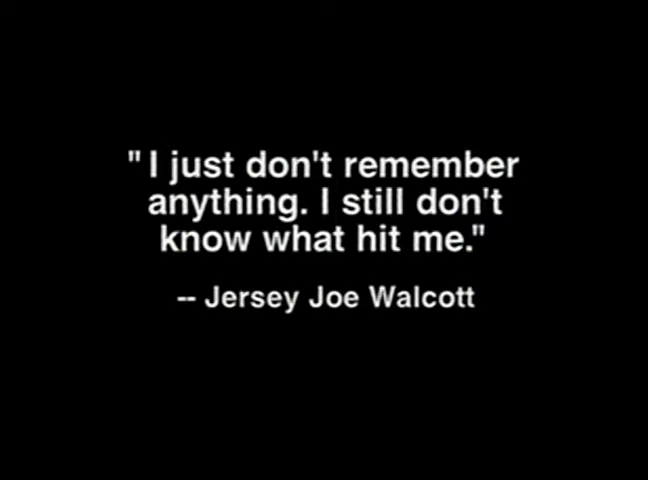 "I just don't remember
anything. I still don't
know what hit me."
-- Jersey Joe Walcott